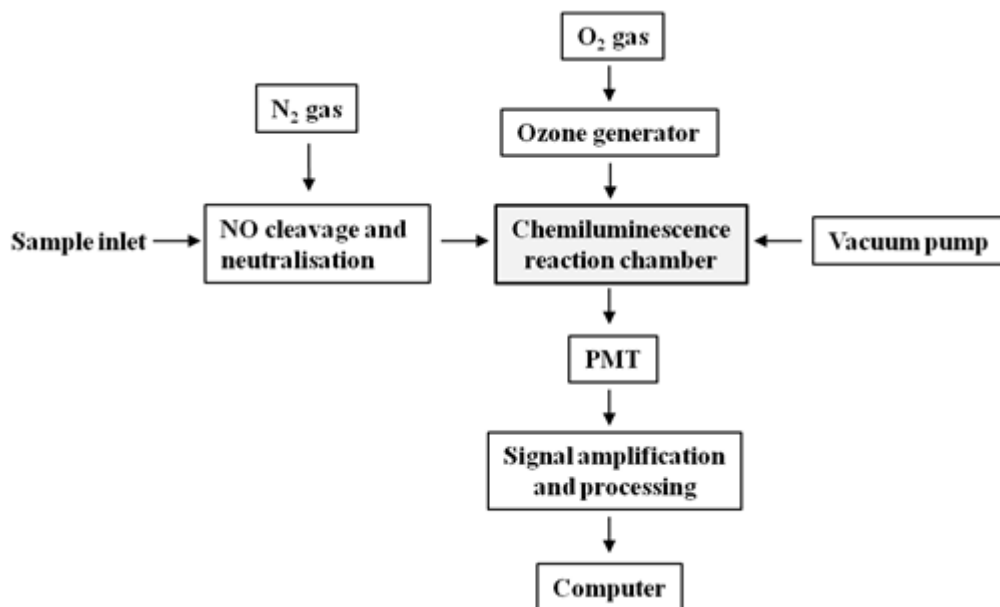 O₂ gas
N₂ gas
Ozone generator
Sample inlet
NO cleavage and
neutralisation
Chemiluminescence
reaction chamber
Vacuum pump
PMT
Signal amplification
and processing
Computer